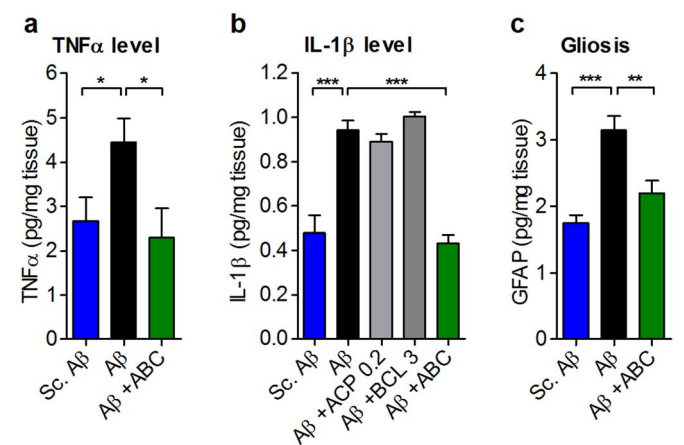 a
TNFα level
TNFα (pg/mg tissue)
6
5
4
3
2
1
0
*
*
Sc. Aβ
Aβ
Aβ +ABC
b
IL-1β level
IL-1β (pg/mg tissue)
1.2
1.0
0.8
0.6
0.4
0.2
0.0
***
***
Sc. Aβ
Aβ
Aβ +ACP 0.2
Aβ +BCL 3
Aβ +ABC
c
Gliosis
GFAP (pg/mg tissue)
4
3
2
1
0
***
**
Sc. Aβ
Aβ
Aβ +ABC